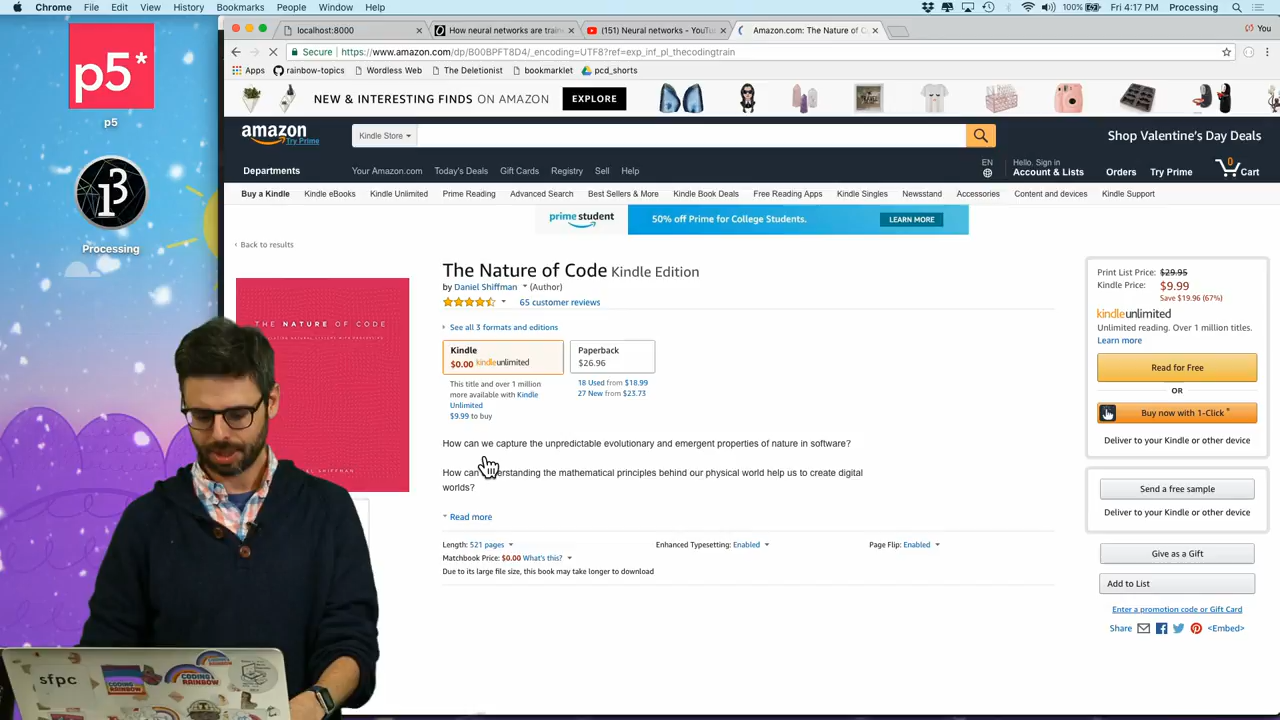 Chrome File Edit View History Bookmarks People Window Help
100% Fri 4:17 PM Processing
localhost:8000
How neural networks are train
(151) Neural networks - YouTu
Amazon.com: The Nature of C
You
Secure https://www.amazon.com/dp/B00BPFT8D4/_encoding=UTF8?ref=exp_inf_pl_thecodingtrain
Apps rainbow-topics Wordless Web The Deletionist bookmarklet pcd_shorts
p5*
p5
Processing
NEW & INTERESTING FINDS ON AMAZON EXPLORE
amazon
Try Prime
Kindle Store
Shop Valentine's Day Deals
Departments Your Amazon.com Today's Deals Gift Cards Registry Sell Help
EN
Hello. Sign in
Account & Lists Orders Try Prime 0 Cart
Buy a Kindle Kindle eBooks Kindle Unlimited Prime Reading Advanced Search Best Sellers & More Kindle Book Deals Free Reading Apps Kindle Singles Newsstand Accessories Content and devices Kindle Support
prime student 50% off Prime for College Students. LEARN MORE
‹ Back to results
THE NATURE OF CODE
The Nature of Code Kindle Edition
by Daniel Shiffman (Author)
65 customer reviews
See all 3 formats and editions
Kindle
$0.00 kindleunlimited
This title and over 1 million
more available with Kindle
Unlimited
$9.99 to buy
Paperback
$26.96
18 Used from $18.99
27 New from $23.73
How can we capture the unpredictable evolutionary and emergent properties of nature in software?
How can understanding the mathematical principles behind our physical world help us to create digital
worlds?
Read more
Length: 521 pages
Enhanced Typesetting: Enabled
Page Flip: Enabled
Matchbook Price: $0.00 What's this?
Due to its large file size, this book may take longer to download
Print List Price: $29.95
Kindle Price: $9.99
Save $19.96 (67%)
kindleunlimited
Unlimited reading. Over 1 million titles.
Learn more
Read for Free
OR
Buy now with 1-Click
Deliver to your Kindle or other device
Send a free sample
Deliver to your Kindle or other device
Give as a Gift
Add to List
Enter a promotion code or Gift Card
Share <Embed>
SHIFFMAN
sfpc
CODING RAINBOW
CODING RAINBOW